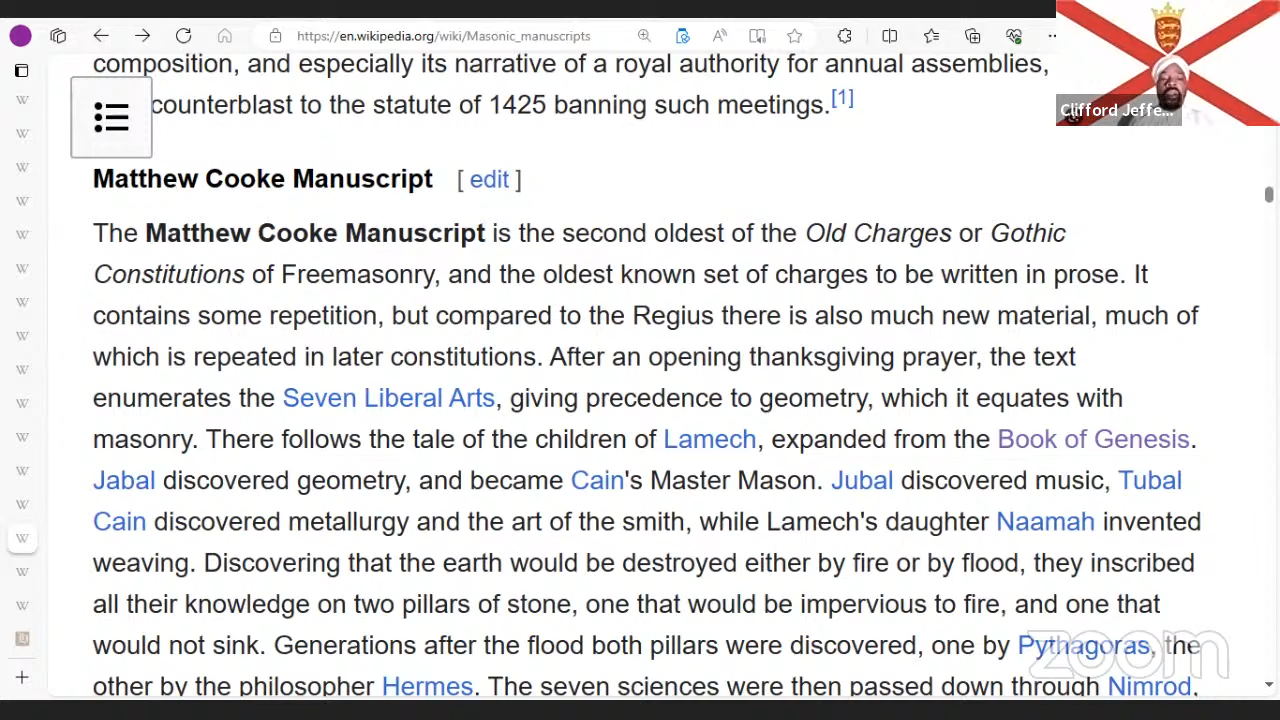 https://en.wikipedia.org/wiki/Masonic_manuscripts
Clifford Jeffe...
composition, and especially its narrative of a royal authority for annual assemblies,
counterblast to the statute of 1425 banning such meetings.[1]
Matthew Cooke Manuscript [ edit ]
The Matthew Cooke Manuscript is the second oldest of the Old Charges or Gothic
Constitutions of Freemasonry, and the oldest known set of charges to be written in prose. It
contains some repetition, but compared to the Regius there is also much new material, much of
which is repeated in later constitutions. After an opening thanksgiving prayer, the text
enumerates the Seven Liberal Arts, giving precedence to geometry, which it equates with
masonry. There follows the tale of the children of Lamech, expanded from the Book of Genesis.
Jabal discovered geometry, and became Cain's Master Mason. Jubal discovered music, Tubal
Cain discovered metallurgy and the art of the smith, while Lamech's daughter Naamah invented
weaving. Discovering that the earth would be destroyed either by fire or by flood, they inscribed
all their knowledge on two pillars of stone, one that would be impervious to fire, and one that
would not sink. Generations after the flood both pillars were discovered, one by Pythagoras, the
other by the philosopher Hermes. The seven sciences were then passed down through Nimrod,
zoom